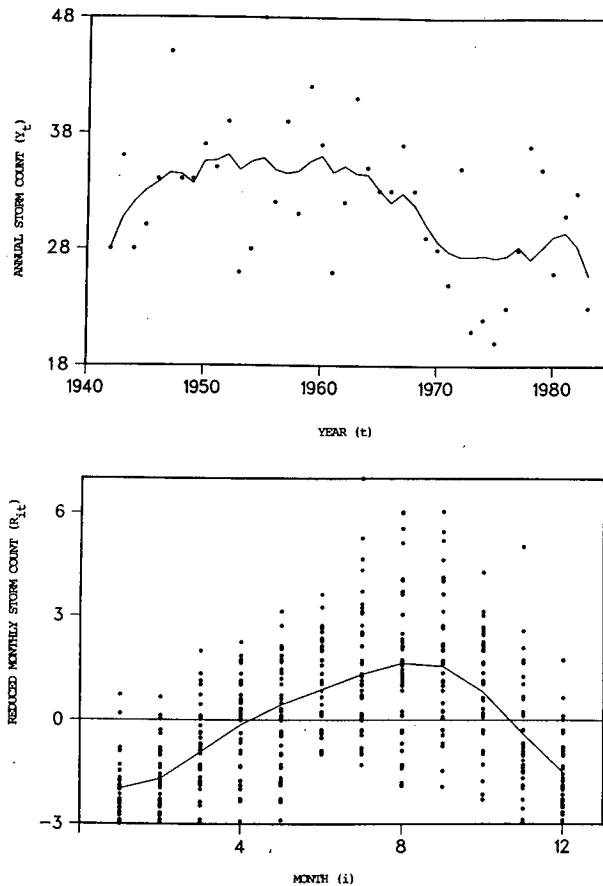 48
38
28
18
ANNUAL STORM COUNT (Y_t)
1940 1950 1960 1970 1980
YEAR (t)
6
3
0
−3
REDUCED MONTHLY STORM COUNT (R_it)
4 8 12
MONTH (i)